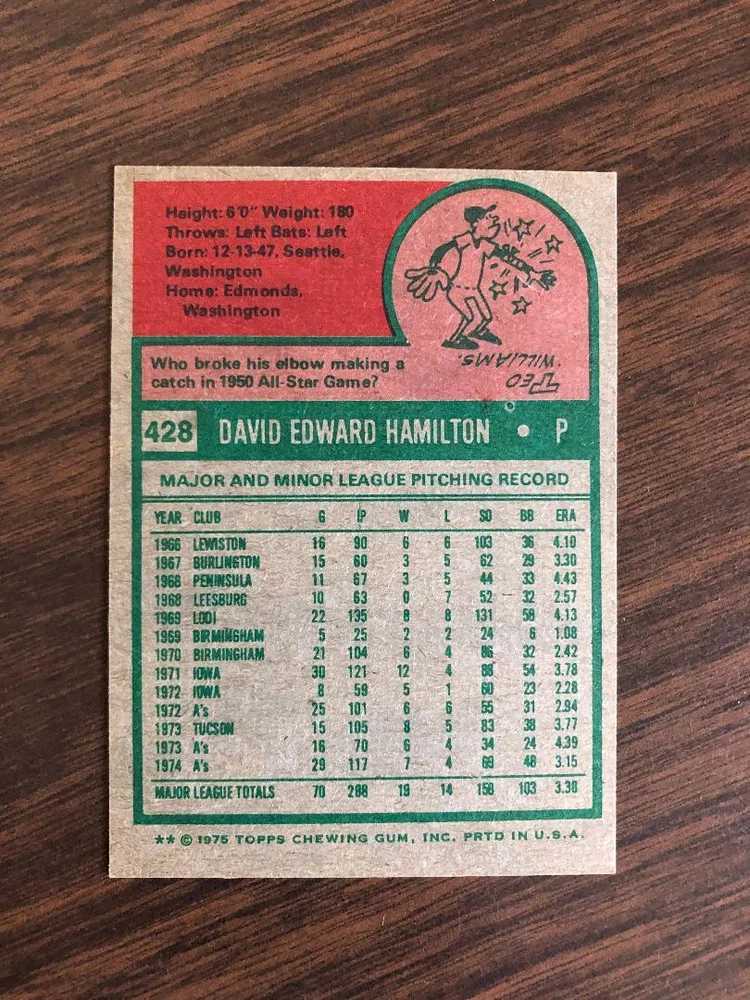 Height: 6'0" Weight: 180
Throws: Left Bats: Left
Born: 12-13-47, Seattle,
Washington
Home: Edmonds,
Washington
Who broke his elbow making a
catch in 1950 All-Star Game?
TED
WILLIAMS.
428 DAVID EDWARD HAMILTON • P
MAJOR AND MINOR LEAGUE PITCHING RECORD
YEAR CLUB G IP W L SO BB ERA
1966 LEWISTON 16 90 6 6 103 36 4.10
1967 BURLINGTON 15 60 3 5 62 29 3.30
1968 PENINSULA 11 67 3 5 44 33 4.43
1968 LEESBURG 10 63 0 7 52 32 2.57
1969 LODI 22 135 8 8 131 58 4.13
1969 BIRMINGHAM 5 25 2 2 24 6 1.08
1970 BIRMINGHAM 21 104 6 4 86 32 2.42
1971 IOWA 30 121 12 4 88 54 3.78
1972 IOWA 8 59 5 1 60 23 2.28
1972 A's 25 101 6 6 55 31 2.94
1973 TUCSON 15 105 8 5 83 38 3.77
1973 A's 16 70 6 4 34 24 4.39
1974 A's 29 117 7 4 69 48 3.15
MAJOR LEAGUE TOTALS 70 288 19 14 158 103 3.38
** © 1975 TOPPS CHEWING GUM, INC. PRTD IN U.S.A.